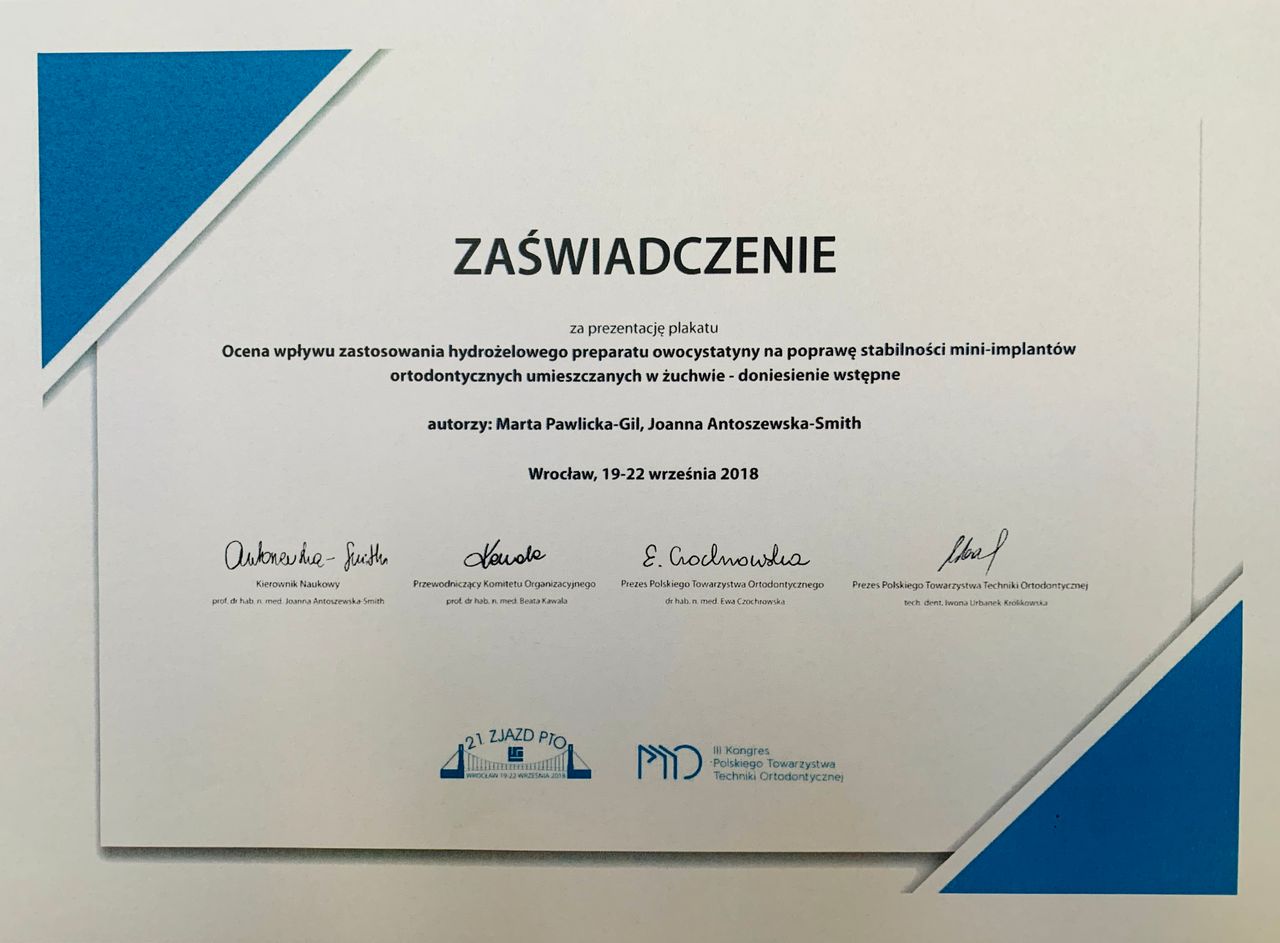 ZAŚWIADCZENIE
za prezentację plakatu
Ocena wpływu zastosowania hydrożelowego preparatu owocystatyny na poprawę stabilności mini-implantów
ortodontycznych umieszczanych w żuchwie - doniesienie wstępne
autorzy: Marta Pawlicka-Gil, Joanna Antoszewska-Smith
Wrocław, 19-22 września 2018
Kierownik Naukowy
prof. dr hab. n. med. Joanna Antoszewska-Smith
Przewodniczący Komitetu Organizacyjnego
prof. dr hab. n. med. Beata Kawala
E. Czochrowska
Prezes Polskiego Towarzystwa Ortodontycznego
dr hab. n. med. Ewa Czochrowska
Prezes Polskiego Towarzystwa Techniki Ortodontycznej
tech. dent. Iwona Urbanek-Królikowska
21 ZJAZD PTO
WROCŁAW 19-22 WRZEŚNIA 2018
III Kongres
Polskiego Towarzystwa
Techniki Ortodontycznej